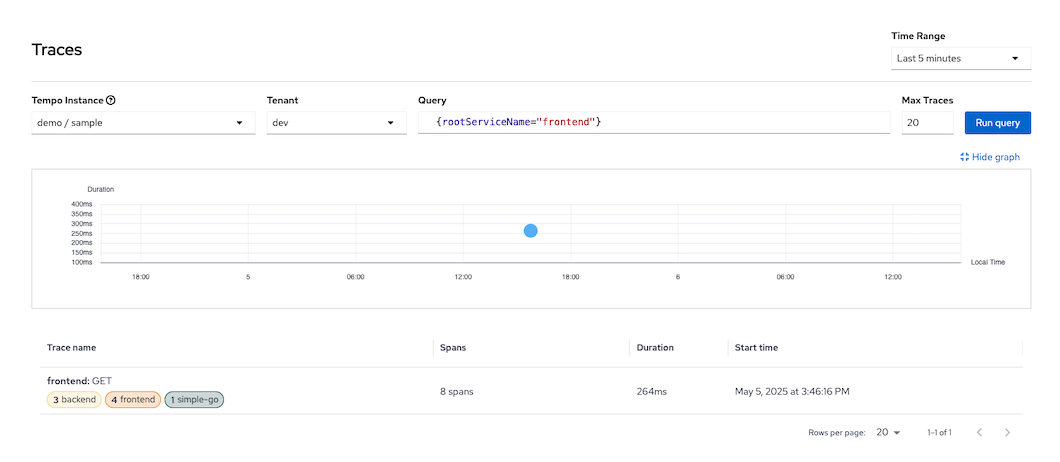 Traces
Time Range
Last 5 minutes
Tempo Instance
Tenant
Query
Max Traces
demo / sample
dev
{rootServiceName="frontend"}
20
Run query
Hide graph
Duration
400ms
350ms
300ms
250ms
200ms
150ms
100ms
Local Time
18:00 5 06:00 12:00 18:00 6 06:00 12:00
Trace name Spans Duration Start time
frontend: GET
3 backend 4 frontend 1 simple-go
8 spans 264ms May 5, 2025 at 3:46:16 PM
Rows per page: 20 1–1 of 1